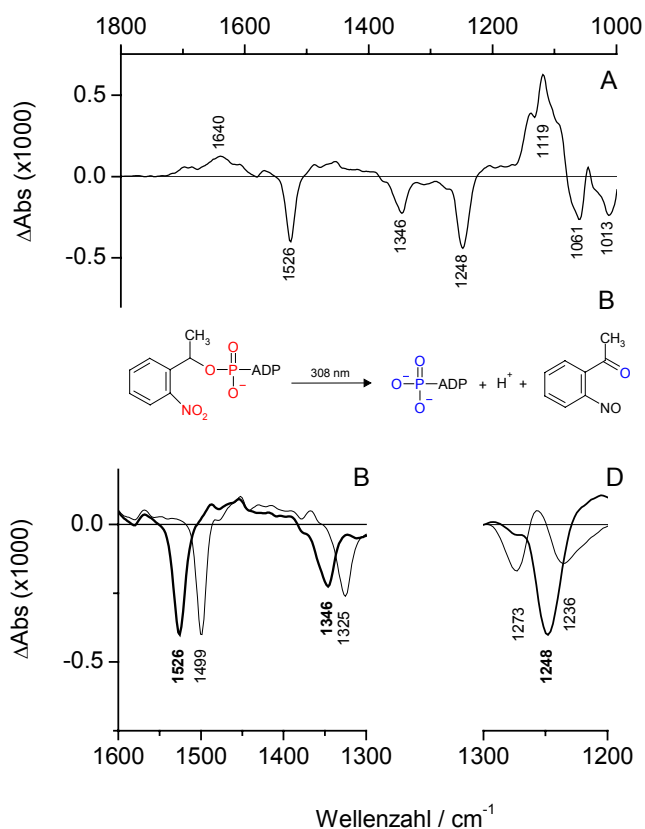 1800 1600 1400 1200 1000
A
0.5
0.0
-0.5
ΔAbs (x1000)
1640
1526
1346
1248
1119
1061
1013
B
CH₃
O
O P ADP
O⁻
NO₂
308 nm
O
⁻O P ADP + H⁺ +
O⁻
CH₃
O
NO
B
D
0.0
-0.5
ΔAbs (x1000)
1526
1499
1346
1325
1273
1248
1236
1600 1500 1400 1300
1300 1200
Wellenzahl / cm⁻¹